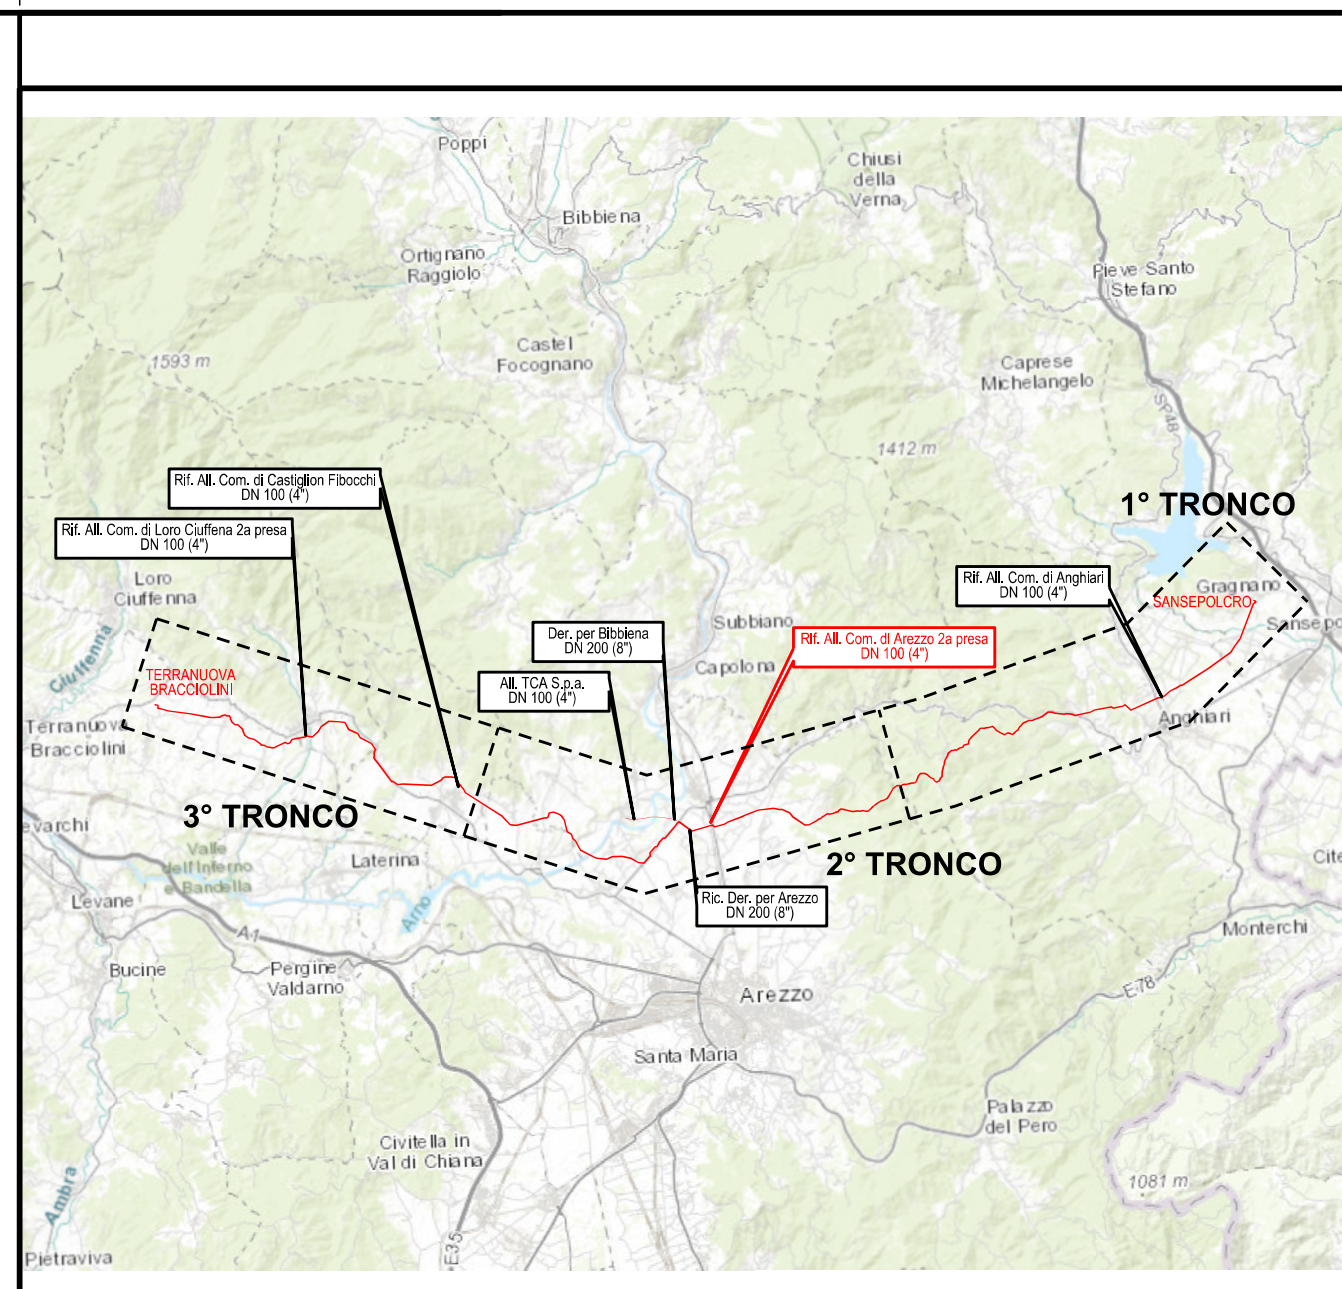 Poppi
Chiusi
della
Verna
Bibbiena
Ortignano
Raggiolo
Pieve Santo
Stefano
Castel
Focognano
1593 m
Caprese
Michelangelo
SP48
1412 m
Rif. All. Com. di Castiglion Fibocchi
DN 100 (4")
1° TRONCO
Rif. All. Com. di Loro Ciuffena 2a presa
DN 100 (4")
Loro
Ciuffenna
Rif. All. Com. di Anghiari
DN 100 (4")
Gragnano
SANSEPOLCRO
Sansepo
Subbiano
Der. per Bibbiena
DN 200 (8")
Rif. All. Com. di Arezzo 2a presa
DN 100 (4")
Capolona
Ciuffenna
TERRANUOVA
BRACCIOLINI
All. TCA S.p.a.
DN 100 (4")
Terranuova
Bracciolini
Anghiari
3° TRONCO
evarchi
Valle
dell'Inferno
e Bandella
Laterina
2° TRONCO
Cite
Levane
Arno
Ric. Der. per Arezzo
DN 200 (8")
A1
Monterchi
Bucine
Pergine
Valdarno
Arezzo
E78
Santa Maria
Palazzo
del Pero
Civitella in
Val di Chiana
1081 m
Ambra
E35
Pietraviva